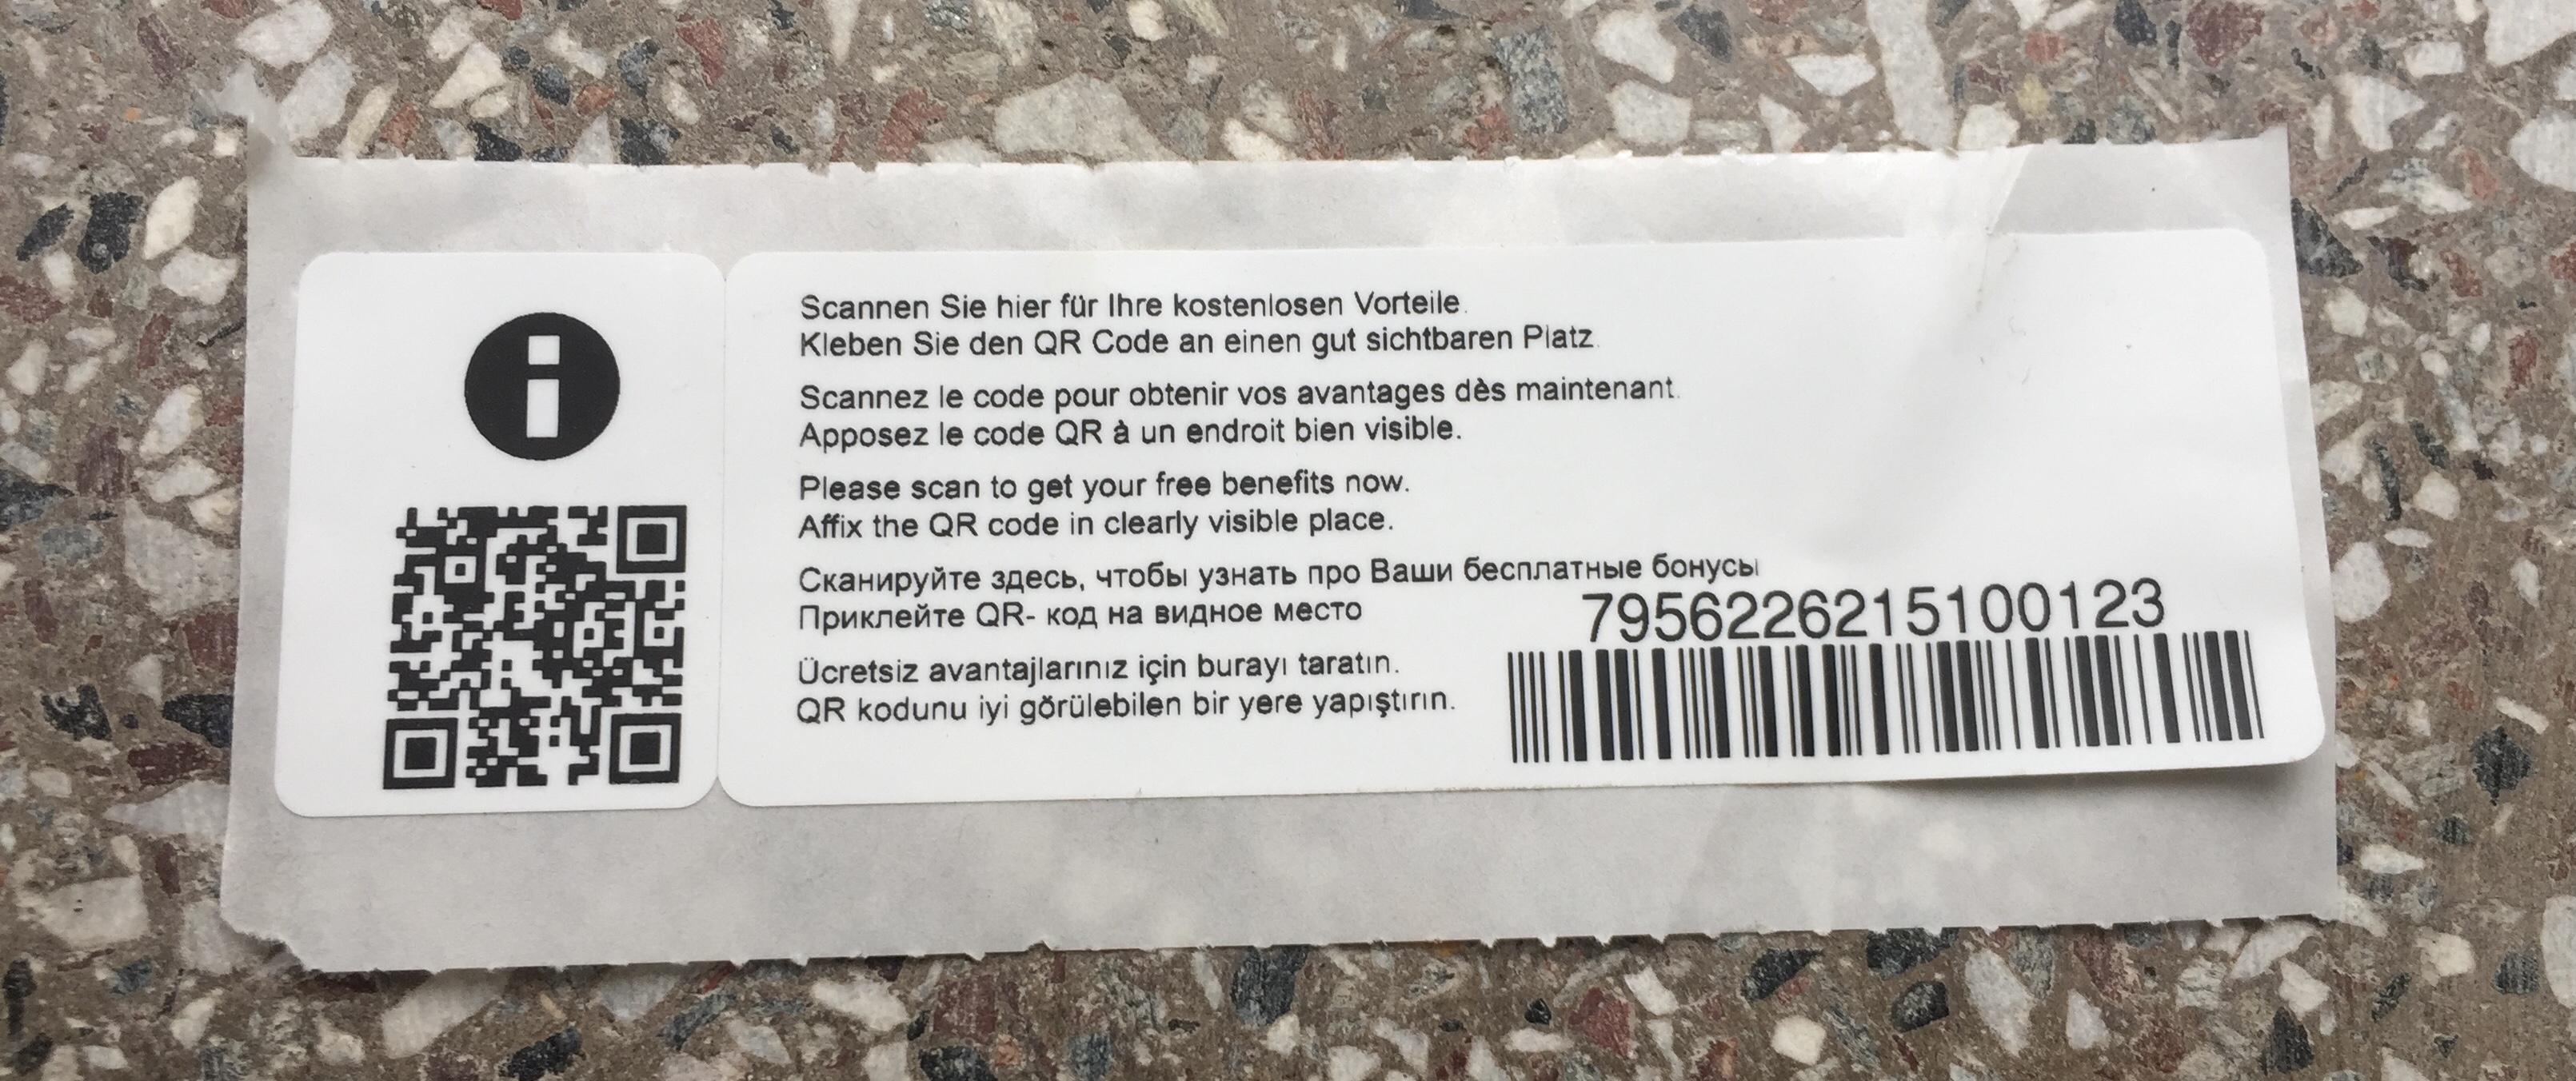 Scannen Sie hier für Ihre kostenlosen Vorteile.
Kleben Sie den QR Code an einen gut sichtbaren Platz.
Scannez le code pour obtenir vos avantages dès maintenant.
Apposez le code QR à un endroit bien visible.
Please scan to get your free benefits now.
Affix the QR code in clearly visible place.
Сканируйте здесь, чтобы узнать про Ваши бесплатные бонусы
Приклейте QR- код на видное место
Ücretsiz avantajlarınız için burayı taratın.
QR kodunu iyi görülebilen bir yere yapıştırın.
7956226215100123